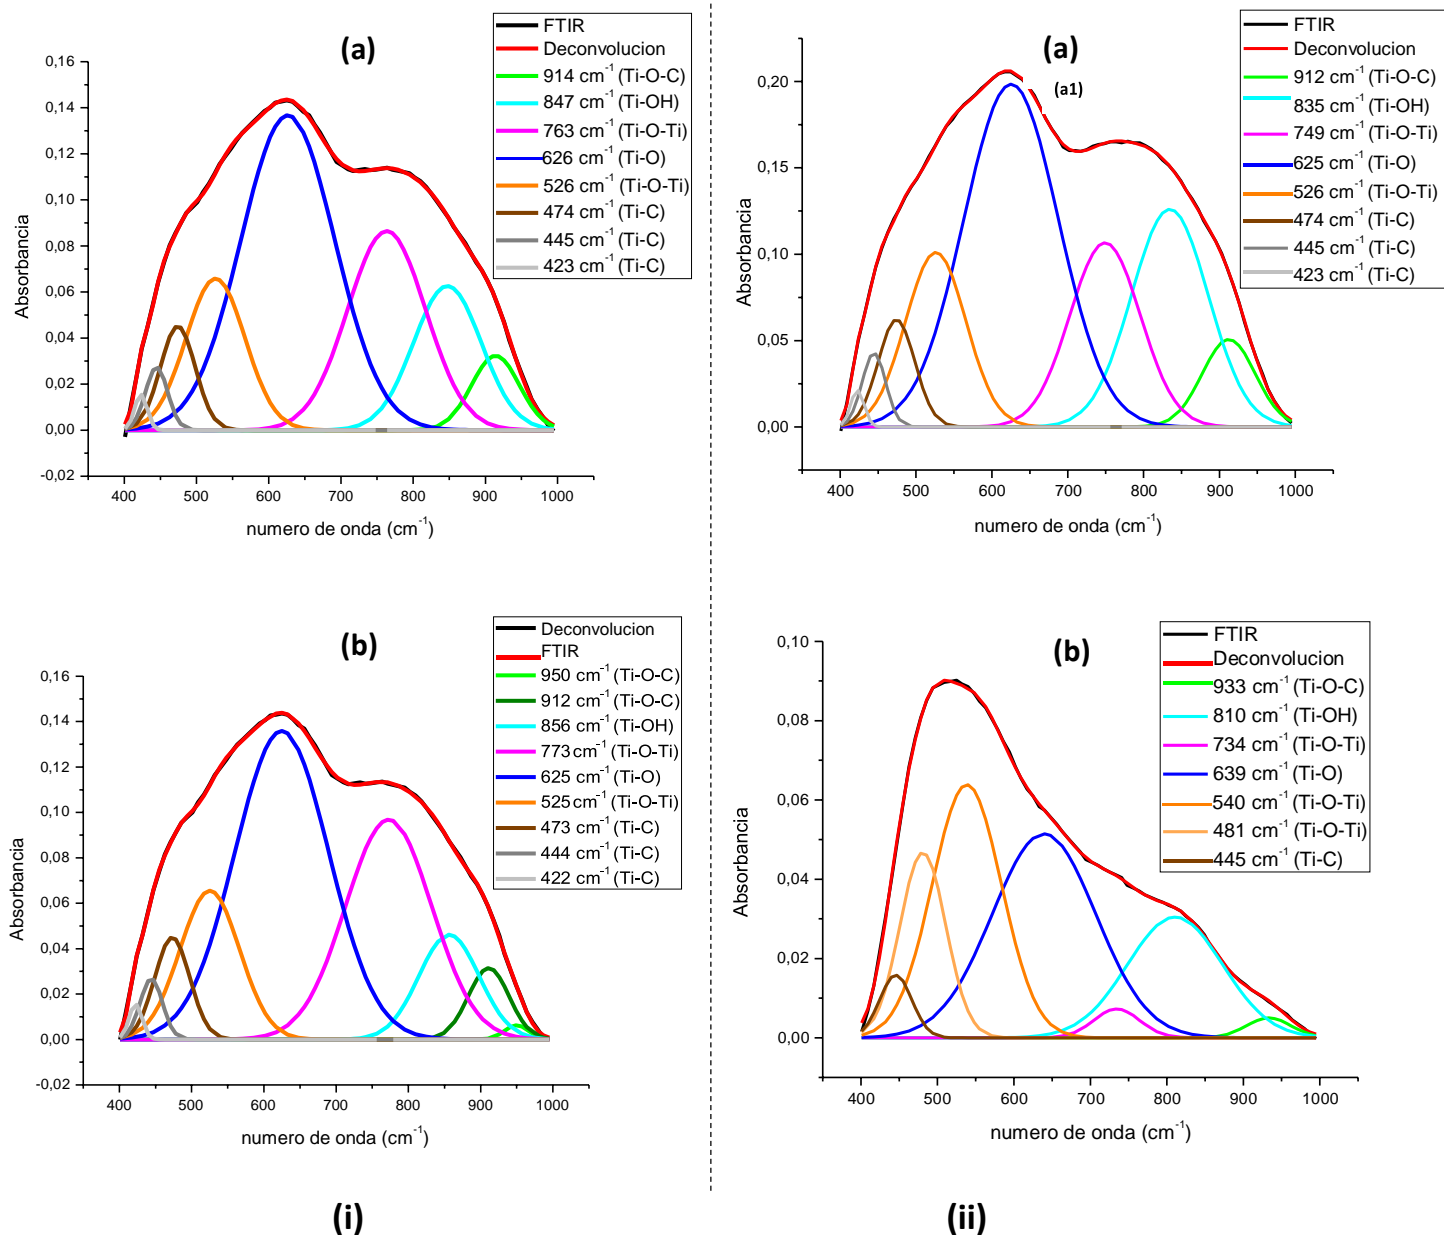 (a)
FTIR
Deconvolucion
914 cm⁻¹ (Ti-O-C)
847 cm⁻¹ (Ti-OH)
763 cm⁻¹ (Ti-O-Ti)
626 cm⁻¹ (Ti-O)
526 cm⁻¹ (Ti-O-Ti)
474 cm⁻¹ (Ti-C)
445 cm⁻¹ (Ti-C)
423 cm⁻¹ (Ti-C)
0,16
0,14
0,12
0,10
0,08
0,06
0,04
0,02
0,00
-0,02
Absorbancia
400 500 600 700 800 900 1000
numero de onda (cm⁻¹)
(a)
(a1)
FTIR
Deconvolucion
912 cm⁻¹ (Ti-O-C)
835 cm⁻¹ (Ti-OH)
749 cm⁻¹ (Ti-O-Ti)
625 cm⁻¹ (Ti-O)
526 cm⁻¹ (Ti-O-Ti)
474 cm⁻¹ (Ti-C)
445 cm⁻¹ (Ti-C)
423 cm⁻¹ (Ti-C)
0,20
0,15
0,10
0,05
0,00
Absorbancia
400 500 600 700 800 900 1000
numero de onda (cm⁻¹)
(b)
Deconvolucion
FTIR
950 cm⁻¹ (Ti-O-C)
912 cm⁻¹ (Ti-O-C)
856 cm⁻¹ (Ti-OH)
773 cm⁻¹ (Ti-O-Ti)
625 cm⁻¹ (Ti-O)
525 cm⁻¹ (Ti-O-Ti)
473 cm⁻¹ (Ti-C)
444 cm⁻¹ (Ti-C)
422 cm⁻¹ (Ti-C)
0,16
0,14
0,12
0,10
0,08
0,06
0,04
0,02
0,00
-0,02
Absorbancia
400 500 600 700 800 900 1000
numero de onda (cm⁻¹)
(b)
FTIR
Deconvolucion
933 cm⁻¹ (Ti-O-C)
810 cm⁻¹ (Ti-OH)
734 cm⁻¹ (Ti-O-Ti)
639 cm⁻¹ (Ti-O)
540 cm⁻¹ (Ti-O-Ti)
481 cm⁻¹ (Ti-O-Ti)
445 cm⁻¹ (Ti-C)
0,10
0,08
0,06
0,04
0,02
0,00
Absorbancia
400 500 600 700 800 900 1000
numero de onda (cm⁻¹)
(i)
(ii)